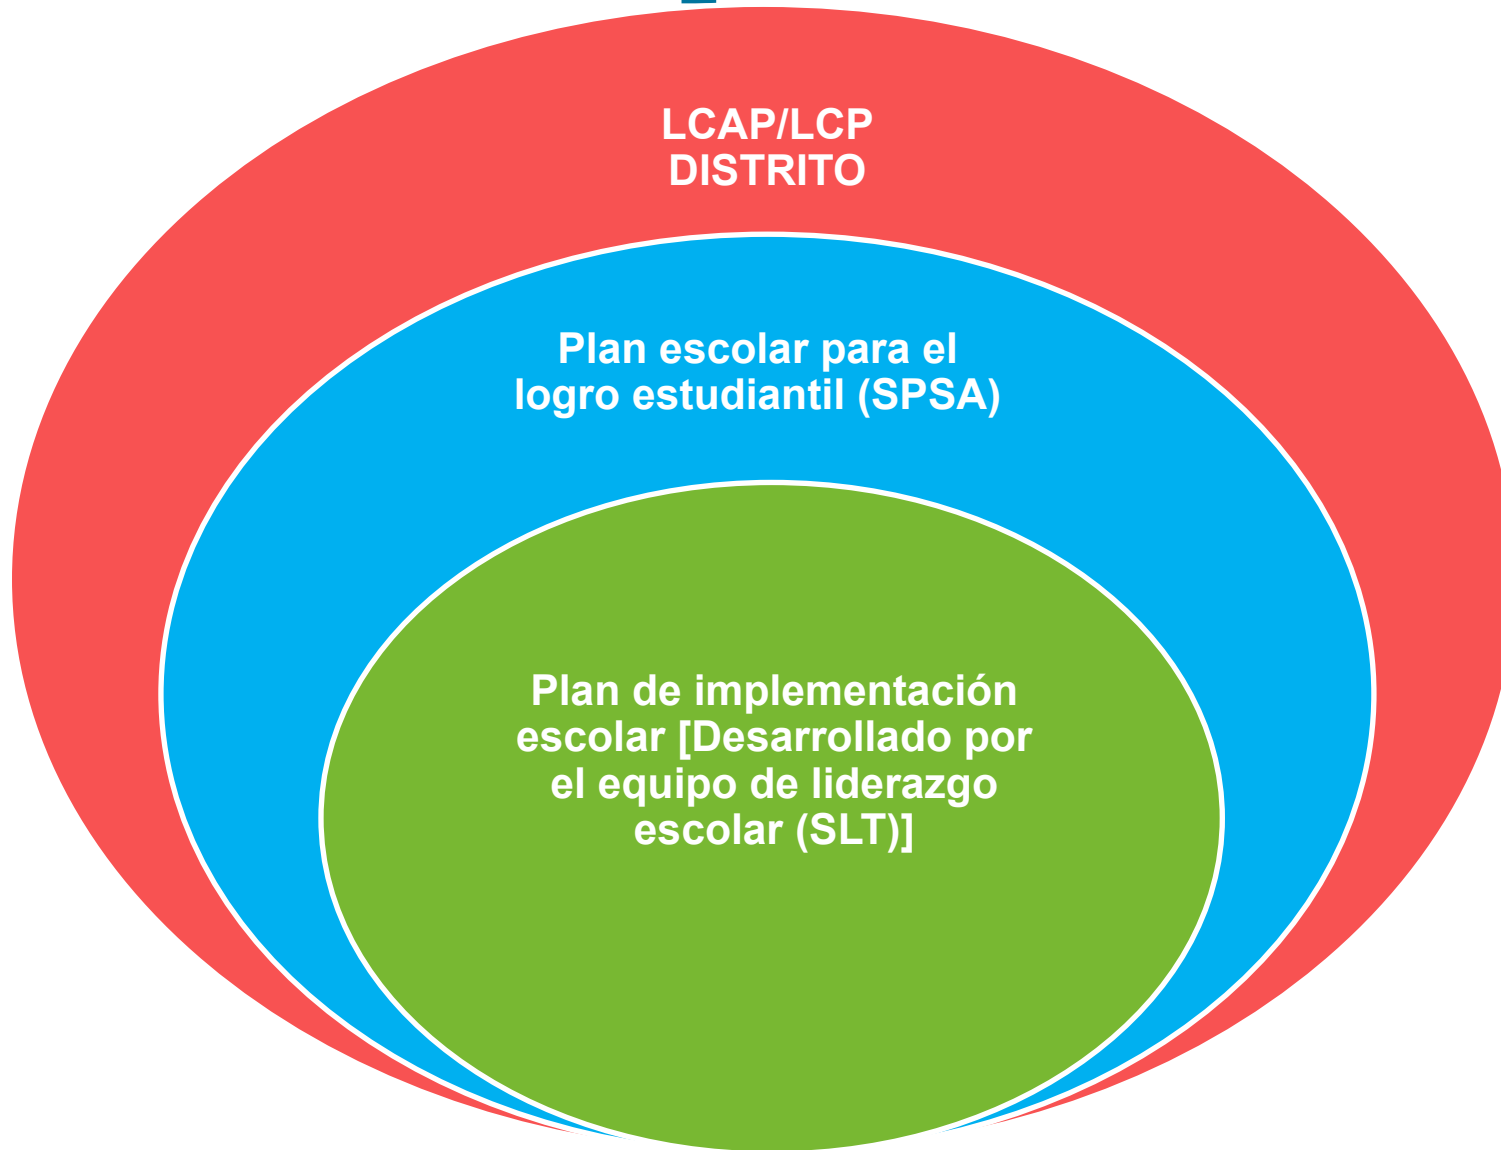 LCAP/LCP
DISTRITO
Plan escolar para el
logro estudiantil (SPSA)
Plan de implementación
escolar [Desarrollado por
el equipo de liderazgo
escolar (SLT)]